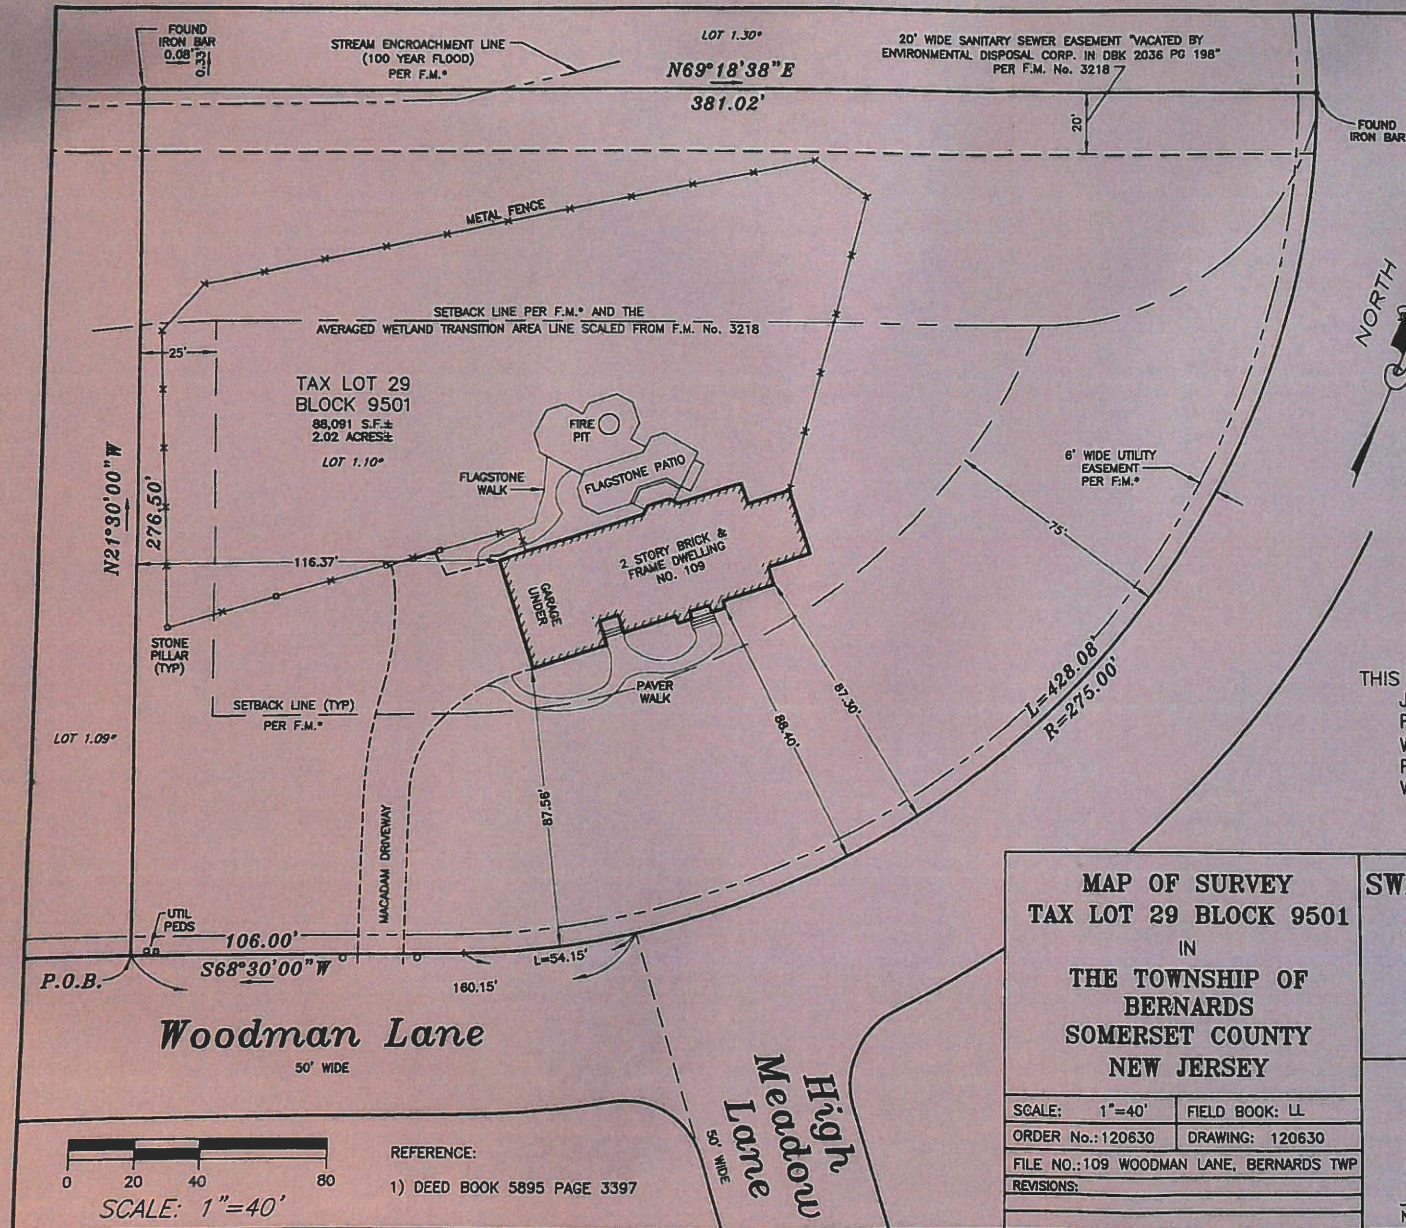 FOUND
IRON BAR
0.08'
0.33'
STREAM ENCROACHMENT LINE
(100 YEAR FLOOD)
PER F.M.*
LOT 1.30*
N69°18'38"E
381.02'
20' WIDE SANITARY SEWER EASEMENT "VACATED BY
ENVIRONMENTAL DISPOSAL CORP. IN DBK 2036 PG 198"
PER F.M. No. 3218
20'
FOUND
IRON BAR
METAL FENCE
NORTH
SETBACK LINE PER F.M.* AND THE
AVERAGED WETLAND TRANSITION AREA LINE SCALED FROM F.M. No. 3218
25'
TAX LOT 29
BLOCK 9501
88,091 S.F.±
2.02 ACRES±
LOT 1.10*
FIRE
PIT
FLAGSTONE
WALK
FLAGSTONE PATIO
6' WIDE UTILITY
EASEMENT
PER F.M.*
N21°30'00"W
276.50'
75'
116.37'
2 STORY BRICK &
FRAME DWELLING
NO. 109
GARAGE
UNDER
STONE
PILLAR
(TYP)
PAVER
WALK
SETBACK LINE (TYP)
PER F.M.*
87.30'
88.40'
87.56'
L=428.08'
R=275.00'
THIS
LOT 1.09*
MACADAM DRIVEWAY
UTIL
PEDS
106.00'
S68°30'00"W
P.O.B.
L=54.15'
160.15'
Woodman Lane
50' WIDE
High
Meadow
Lane
50' WIDE
MAP OF SURVEY
TAX LOT 29 BLOCK 9501
IN
THE TOWNSHIP OF
BERNARDS
SOMERSET COUNTY
NEW JERSEY
SW
SCALE: 1"=40'
FIELD BOOK: LL
ORDER No.:120630
DRAWING: 120630
FILE NO.:109 WOODMAN LANE, BERNARDS TWP
REVISIONS:
0 20 40 80
SCALE: 1"=40'
REFERENCE:
1) DEED BOOK 5895 PAGE 3397